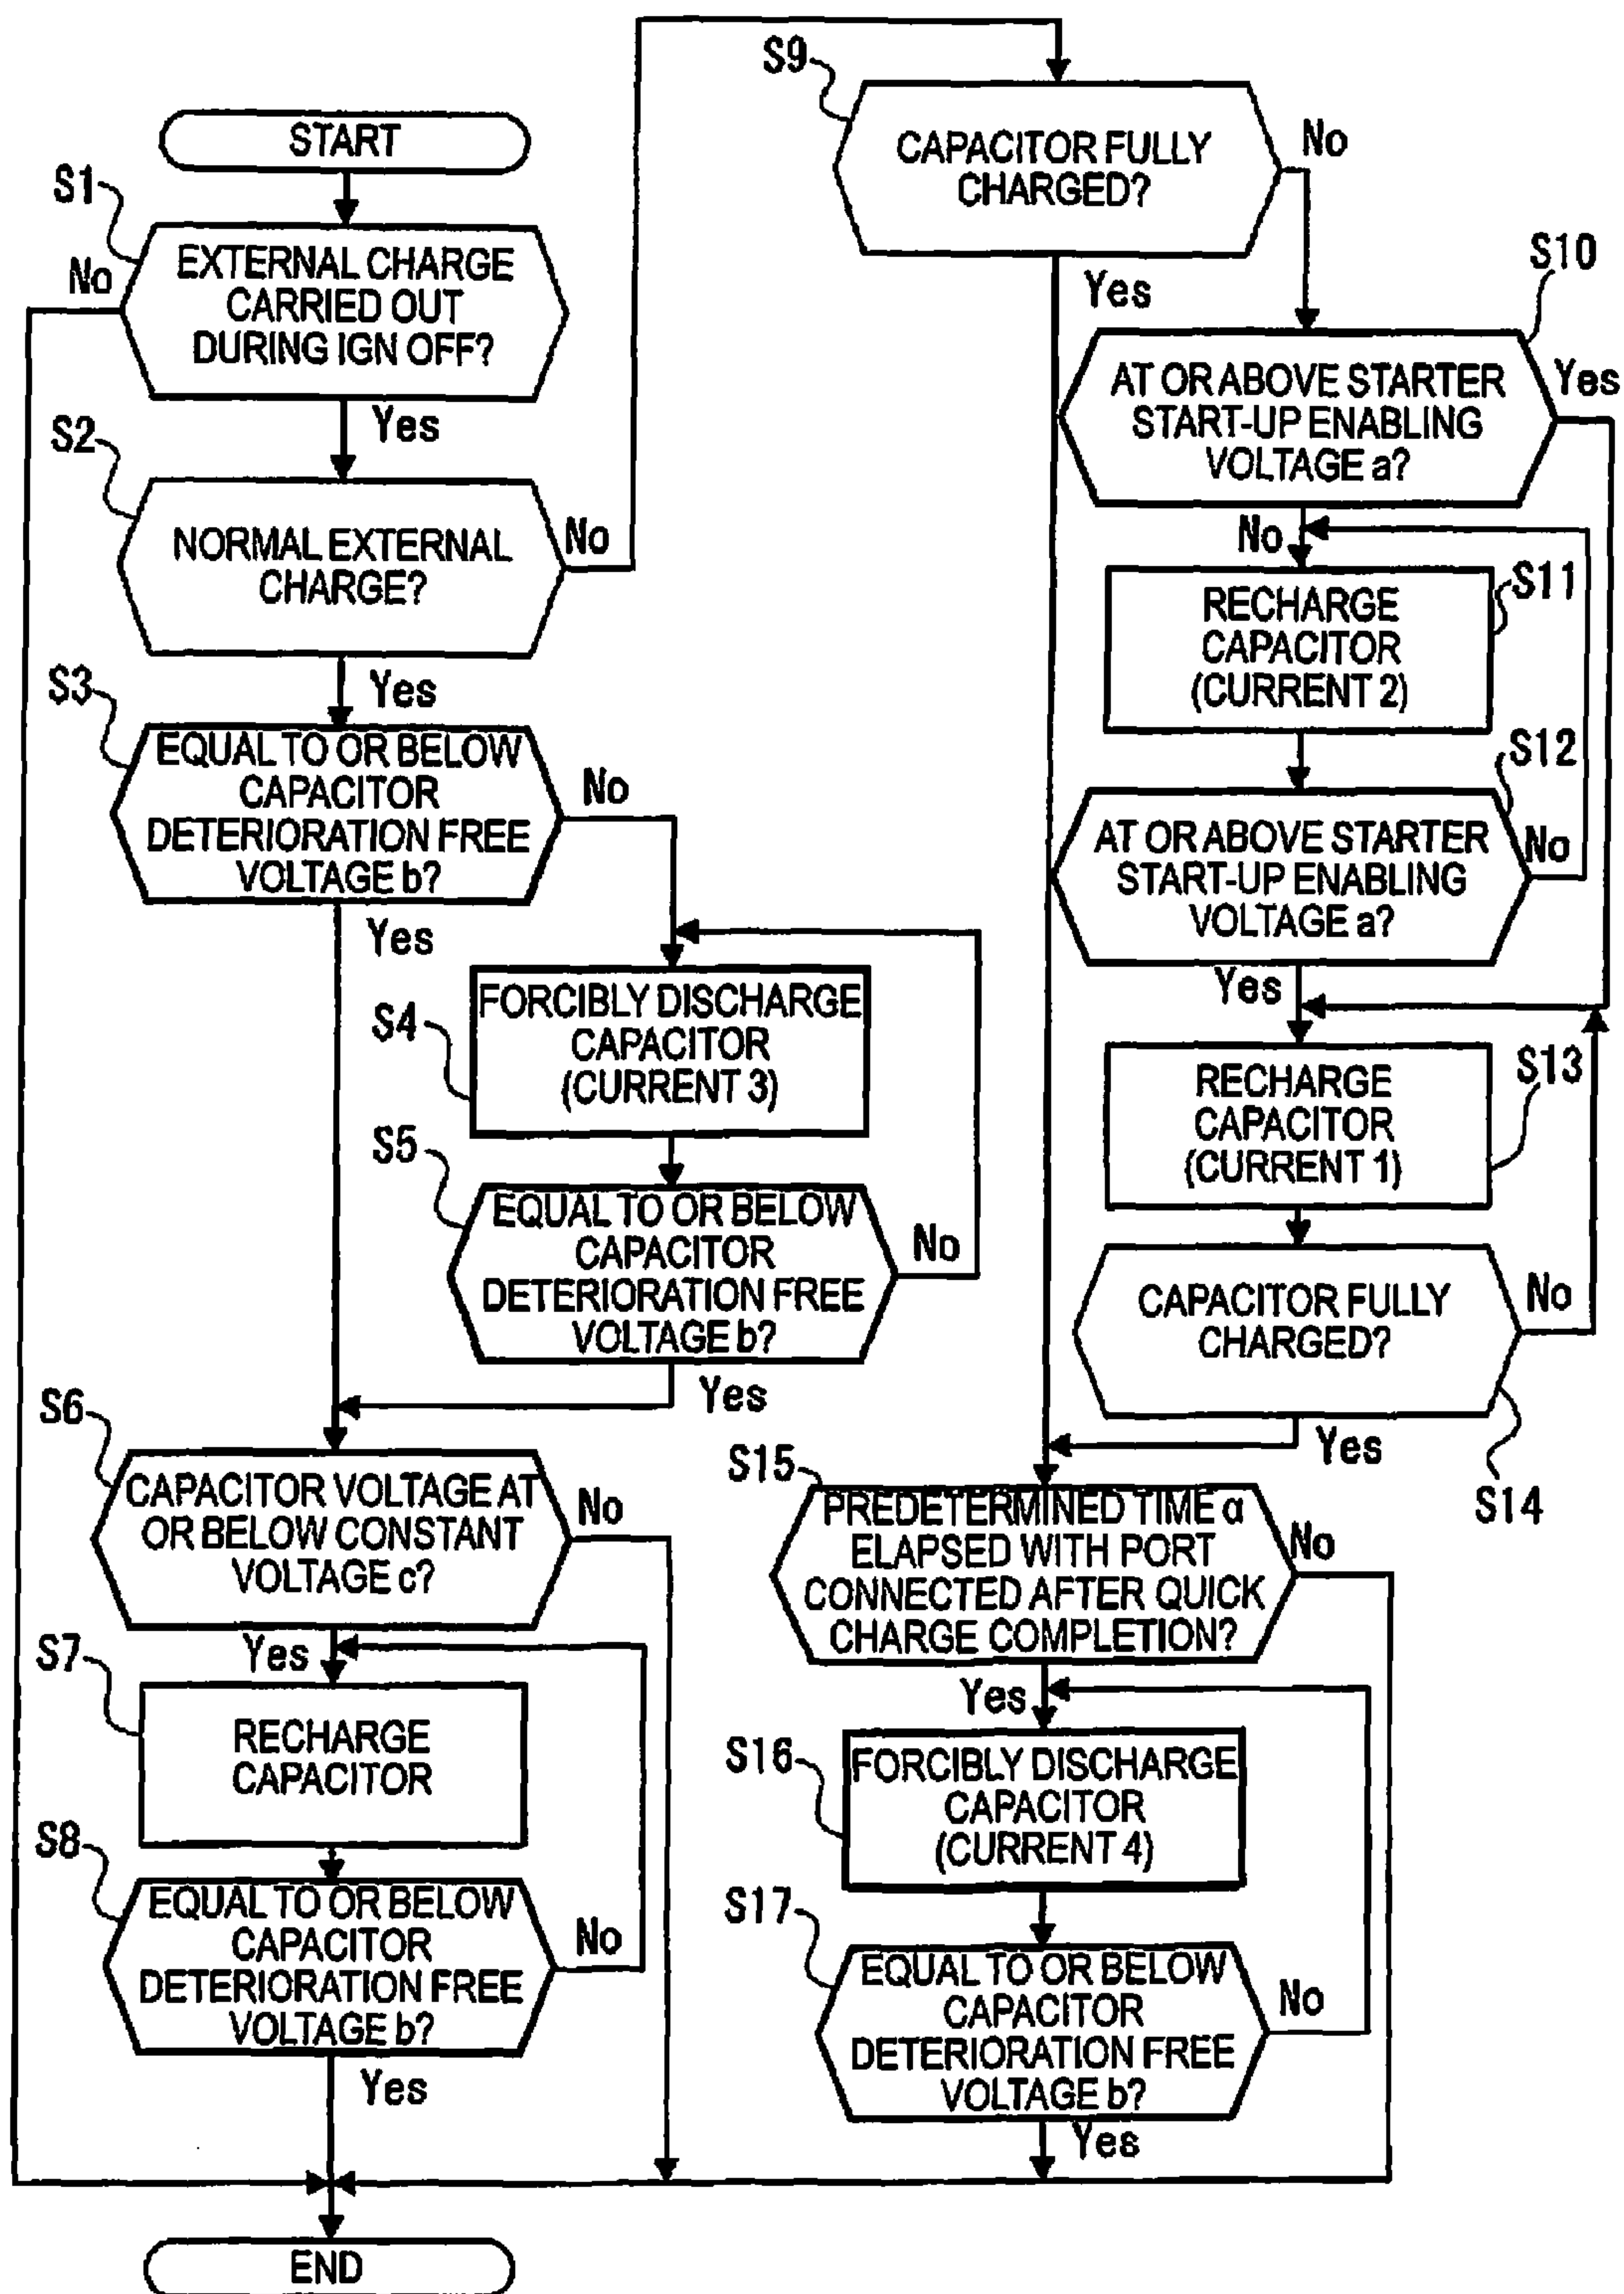 START
S1
EXTERNAL CHARGE
CARRIED OUT
DURING IGN OFF?
No
Yes
S2
NORMAL EXTERNAL
CHARGE?
No
Yes
S3
EQUAL TO OR BELOW
CAPACITOR
DETERIORATION FREE
VOLTAGE b?
No
Yes
S4
FORCIBLY DISCHARGE
CAPACITOR
(CURRENT 3)
S5
EQUAL TO OR BELOW
CAPACITOR
DETERIORATION FREE
VOLTAGE b?
No
Yes
S6
CAPACITOR VOLTAGE AT
OR BELOW CONSTANT
VOLTAGE c?
No
Yes
S7
RECHARGE
CAPACITOR
S8
EQUAL TO OR BELOW
CAPACITOR
DETERIORATION FREE
VOLTAGE b?
No
Yes
END
S9
CAPACITOR FULLY
CHARGED?
No
Yes
S10
AT OR ABOVE STARTER
START-UP ENABLING
VOLTAGE a?
Yes
No
S11
RECHARGE
CAPACITOR
(CURRENT 2)
S12
AT OR ABOVE STARTER
START-UP ENABLING
VOLTAGE a?
No
Yes
S13
RECHARGE
CAPACITOR
(CURRENT 1)
CAPACITOR FULLY
CHARGED?
No
Yes
S14
S15
PREDETERMINED TIME α
ELAPSED WITH PORT
CONNECTED AFTER QUICK
CHARGE COMPLETION?
No
Yes
S16
FORCIBLY DISCHARGE
CAPACITOR
(CURRENT 4)
S17
EQUAL TO OR BELOW
CAPACITOR
DETERIORATION FREE
VOLTAGE b?
No
Yes